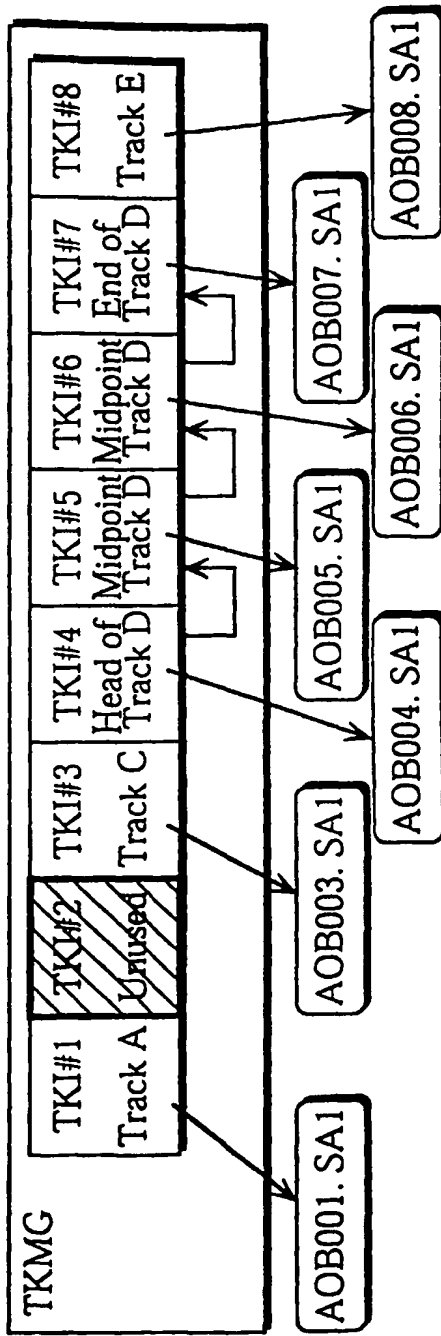 TKMG
TKI#1
Track A
TKI#2
Unused
TKI#3
Track C
TKI#4
Head of
Track D
TKI#5
Midpoint
Track D
TKI#6
Midpoint
Track D
TKI#7
End of
Track D
TKI#8
Track E
AOB001. SA1
AOB003. SA1
AOB004. SA1
AOB005. SA1
AOB006. SA1
AOB007. SA1
AOB008. SA1